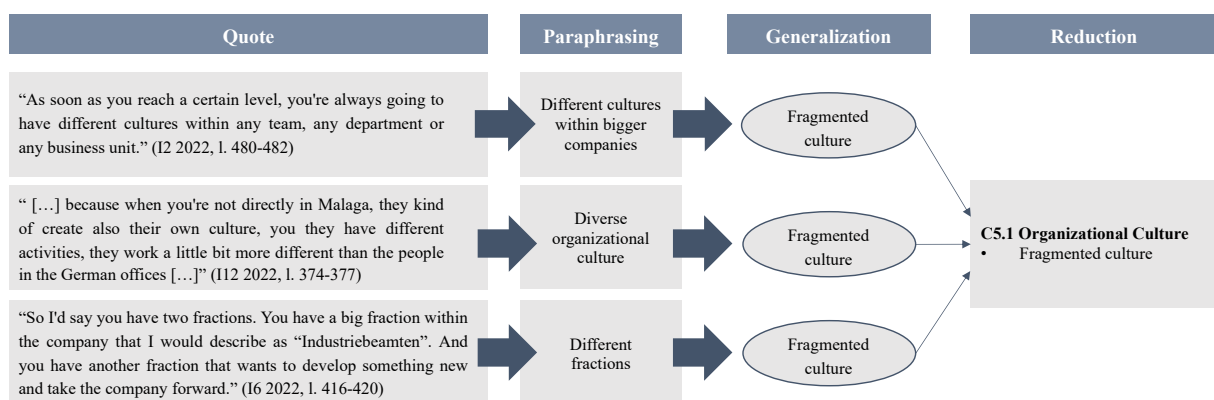 Quote
Paraphrasing
Generalization
Reduction
“As soon as you reach a certain level, you're always going to
have different cultures within any team, any department or
any business unit.” (I2 2022, l. 480-482)
Different cultures
within bigger
companies
Fragmented
culture
“ […] because when you're not directly in Malaga, they kind
of create also their own culture, you they have different
activities, they work a little bit more different than the people
in the German offices […]” (I12 2022, l. 374-377)
Diverse
organizational
culture
Fragmented
culture
“So I'd say you have two fractions. You have a big fraction within
the company that I would describe as “Industriebeamten”. And
you have another fraction that wants to develop something new
and take the company forward.” (I6 2022, l. 416-420)
Different
fractions
Fragmented
culture
C5.1 Organizational Culture
• Fragmented culture